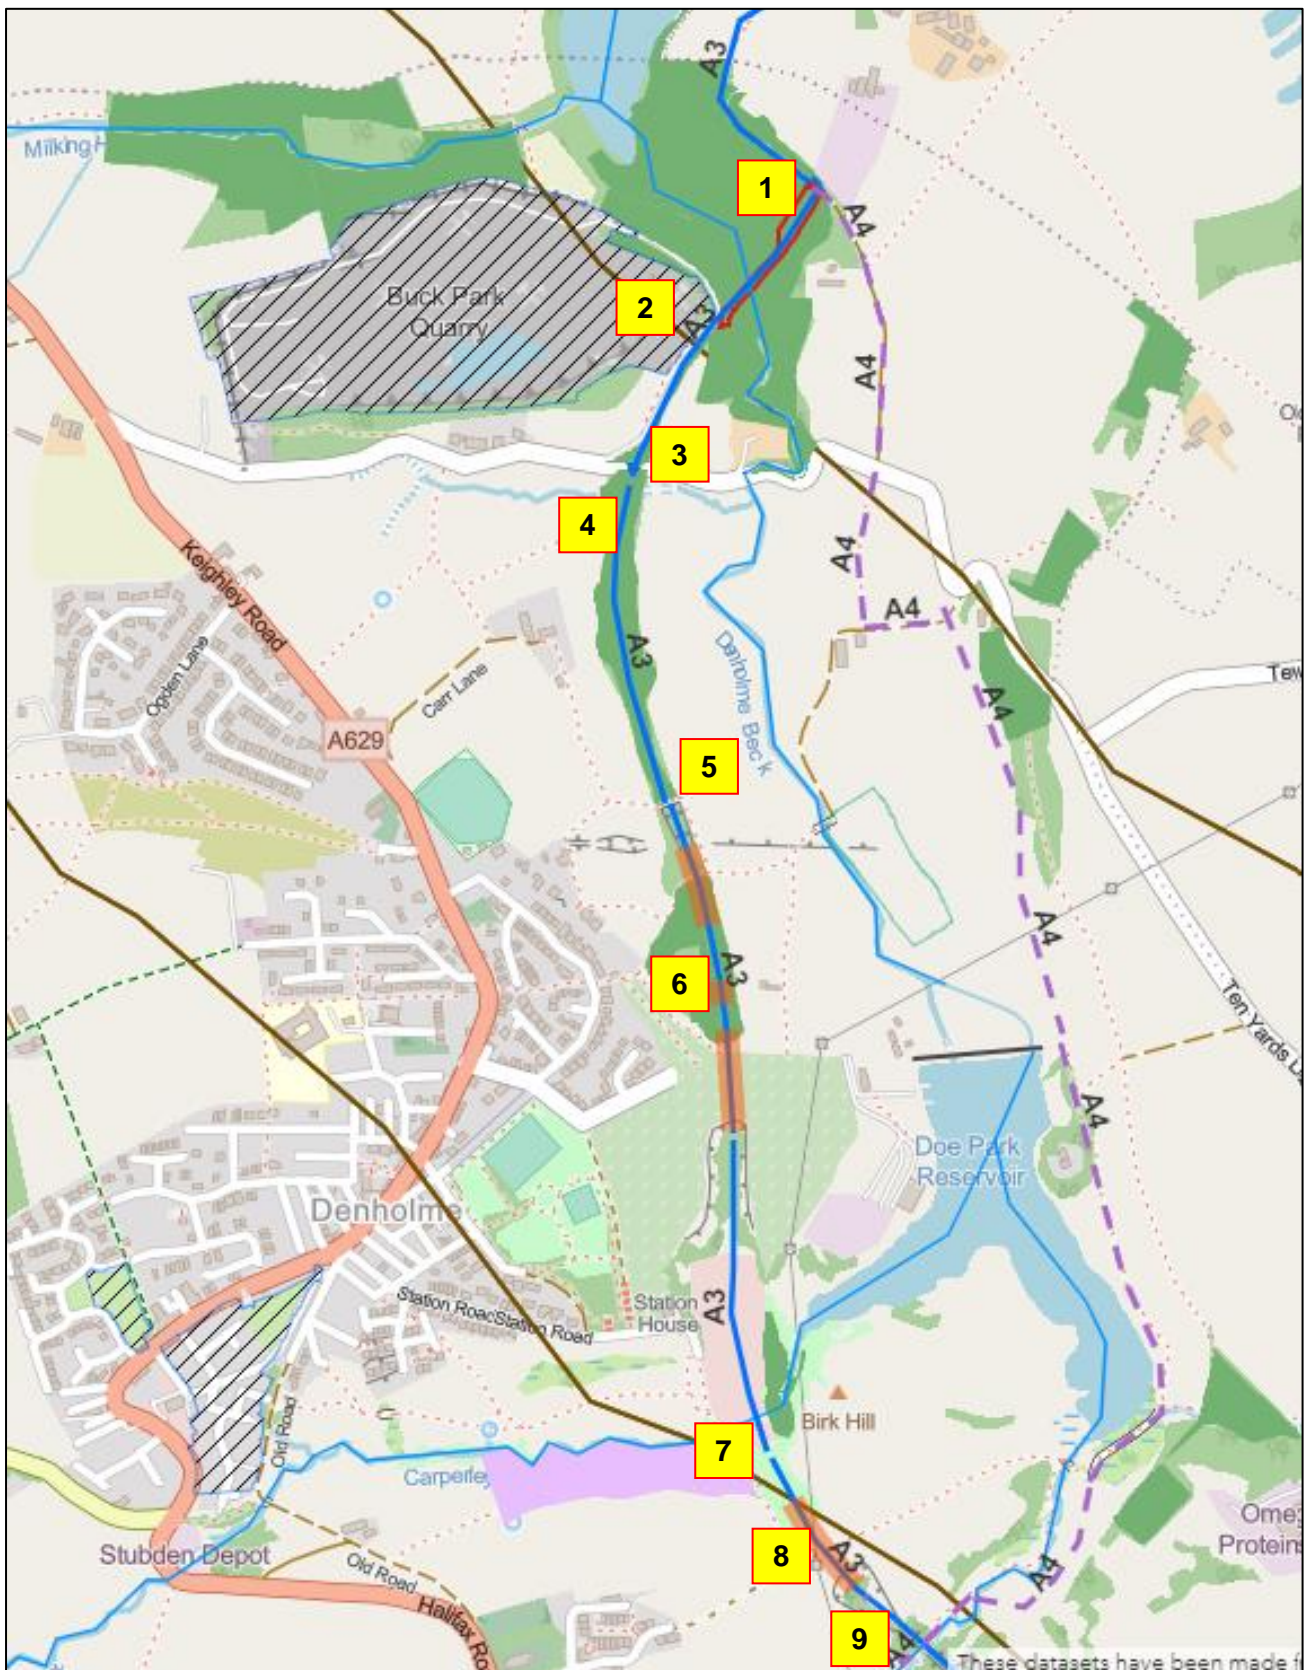 A3
Milking H
1
A4
Buck Park
Quarry
2
A3
A4
3
4
Keighley Road
A4
A4
Ogden Lane
Carr Lane
A3
Denholme Beck
Tew
A629
A4
5
A4
6
A3
Ten Yards La
A4
Doe Park
Reservoir
Denholme
Station Road
Station Road
Station
House
A3
Birk Hill
7
Old Road
Carperley
Stubden Depot
Old Road
8
A3
Ome
Proteins
A4
Halifax Ro
9
A4
These datasets have been made f